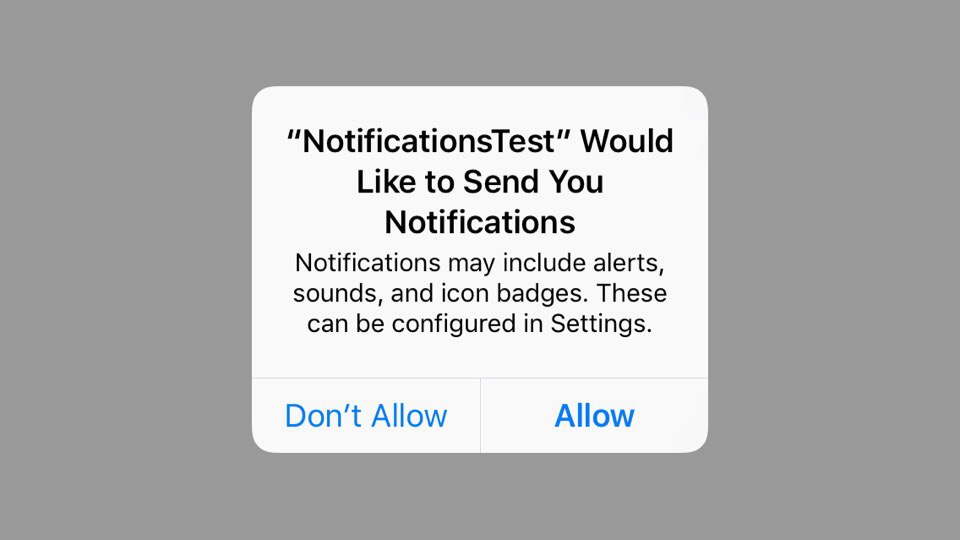 “NotificationsTest” Would
Like to Send You
Notifications
Notifications may include alerts,
sounds, and icon badges. These
can be configured in Settings.
Don’t Allow
Allow